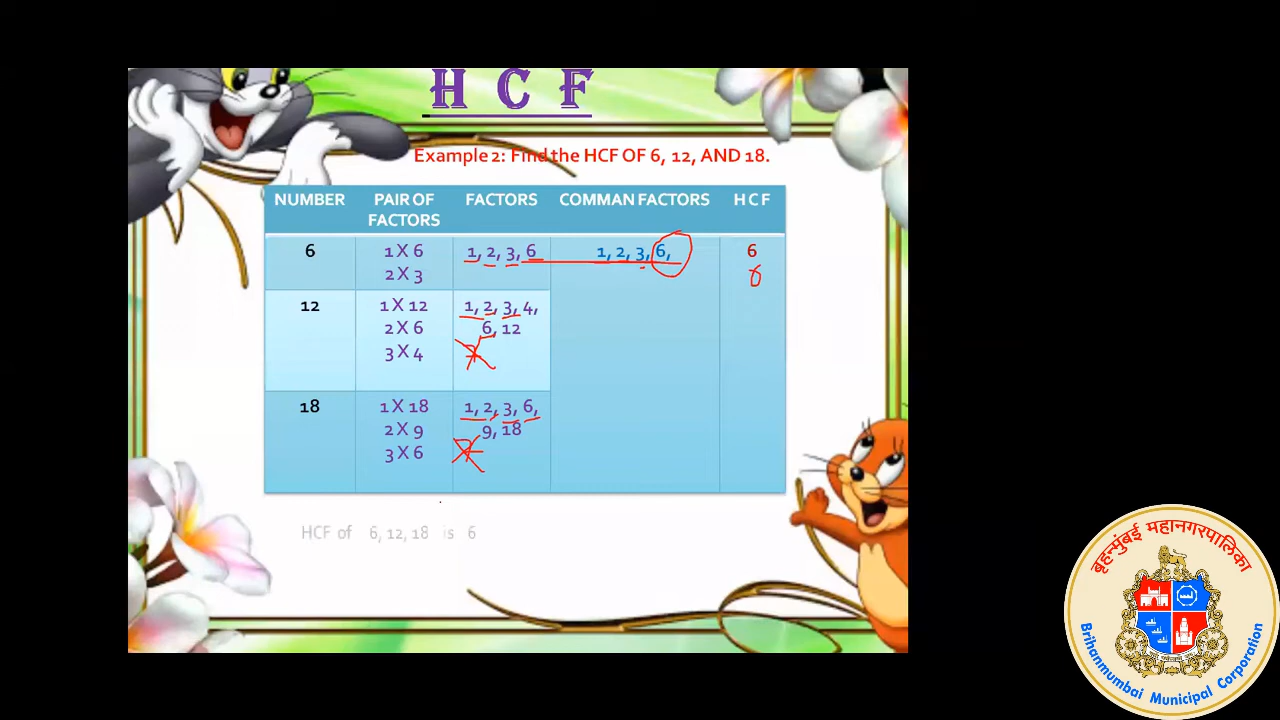 H C F
Example 2: Find the HCF OF 6, 12, AND 18.
NUMBER PAIR OF FACTORS FACTORS COMMAN FACTORS H C F
6 1 X 6 1, 2, 3, 6 1, 2, 3, 6, 6
2 X 3 6
12 1 X 12 1, 2, 3, 4,
2 X 6 6, 12
3 X 4
18 1 X 18 1, 2, 3, 6,
2 X 9 9, 18
3 X 6
HCF of 6, 12, 18 is 6
बृहन्मुंबई महानगरपालिका
Brihanmumbai Municipal Corporation